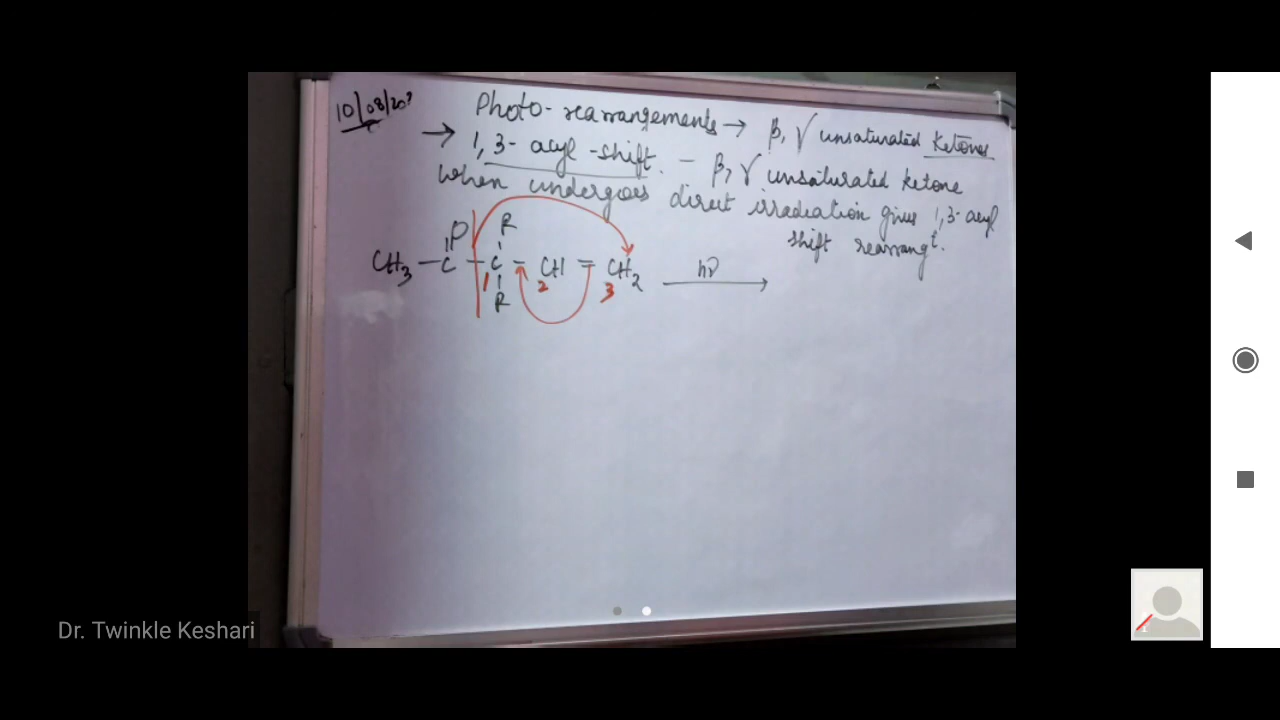 10/08/20
Photo-rearrangements → β, γ unsaturated ketones
→ 1, 3- acyl-shift. — β, γ unsaturated ketone
when undergoes direct irradiation gives 1, 3- acyl
shift rearrangt.
O R
CH3 — C — C — CH = CH2 hν
1 2 3
R
Dr. Twinkle Keshari